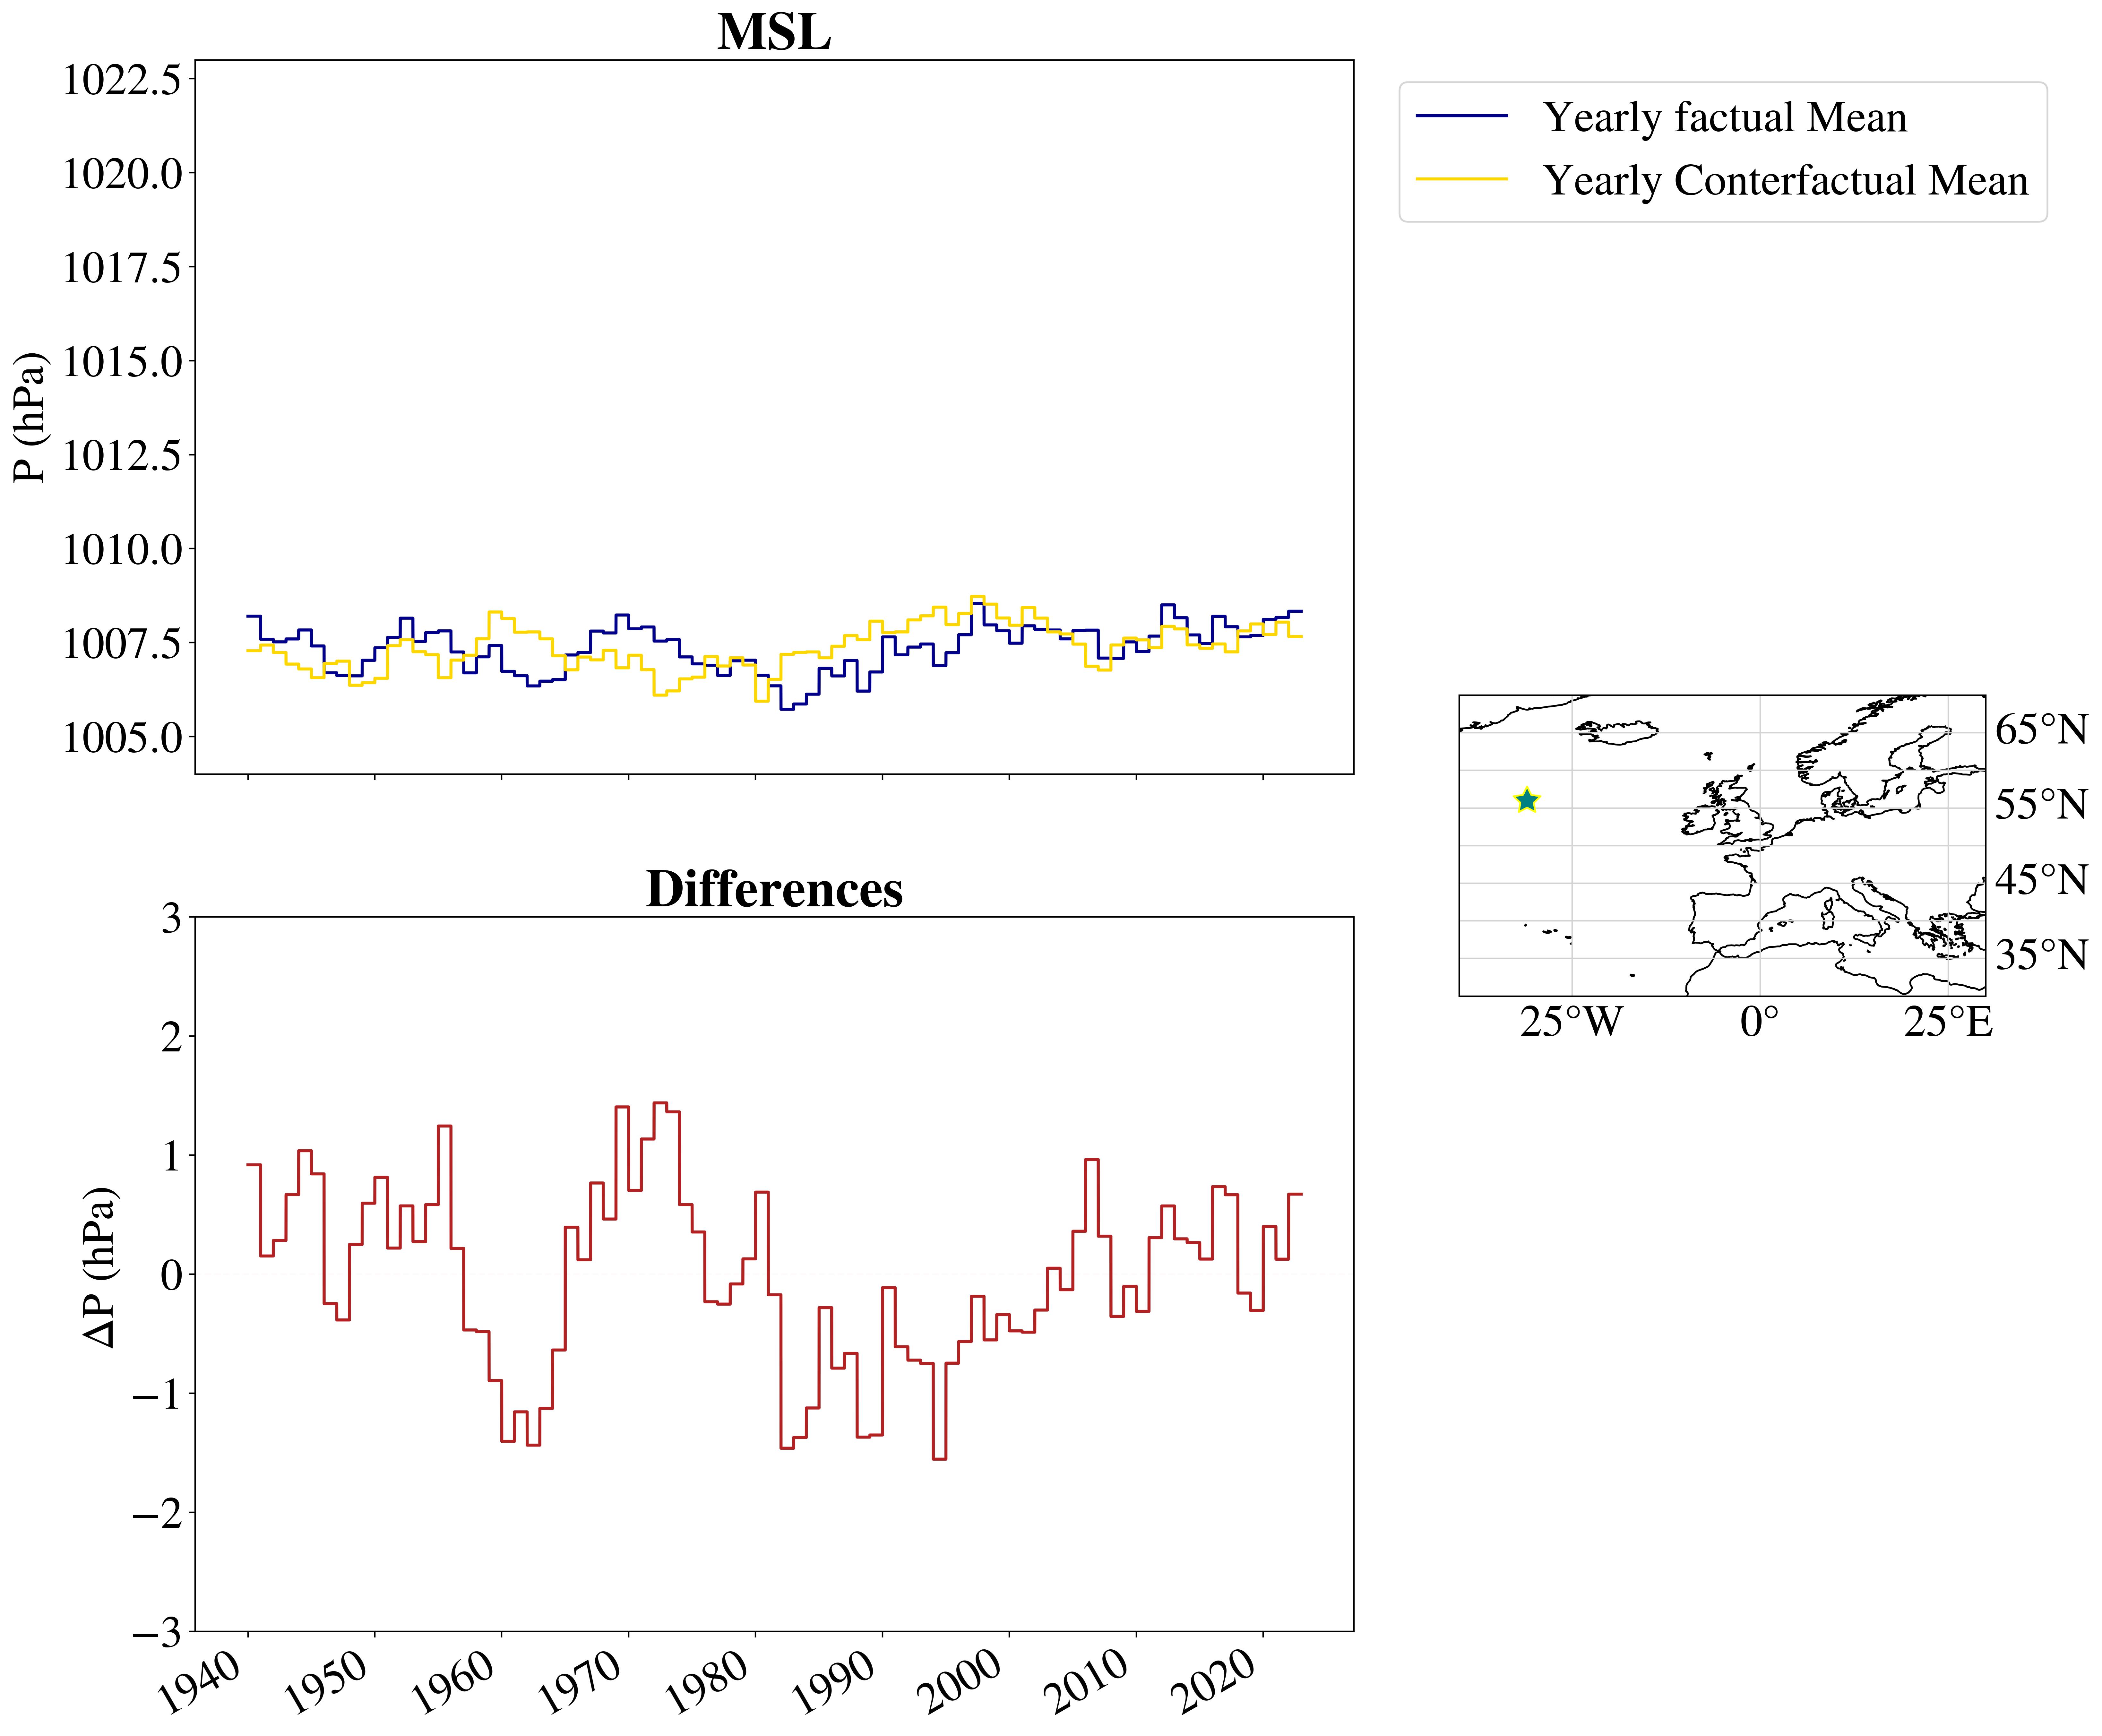 MSL
1022.5
1020.0
1017.5
1015.0
1012.5
1010.0
1007.5
1005.0
P (hPa)
Yearly factual Mean
Yearly Conterfactual Mean
65°N
55°N
45°N
35°N
25°W 0° 25°E
Differences
3
2
1
0
−1
−2
−3
ΔP (hPa)
1940 1950 1960 1970 1980 1990 2000 2010 2020